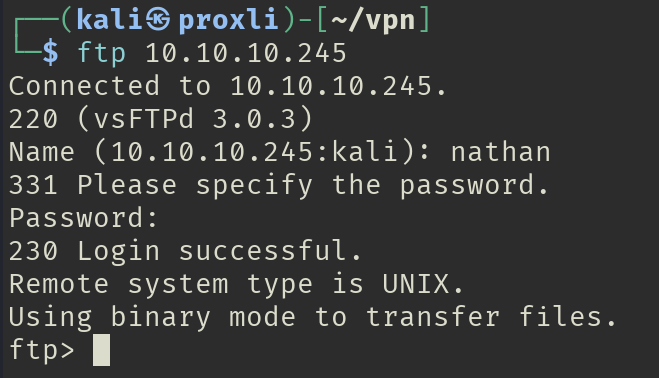 ┌──(kali㉿proxli)-[~/vpn]
└─$ ftp 10.10.10.245
Connected to 10.10.10.245.
220 (vsFTPd 3.0.3)
Name (10.10.10.245:kali): nathan
331 Please specify the password.
Password:
230 Login successful.
Remote system type is UNIX.
Using binary mode to transfer files.
ftp>